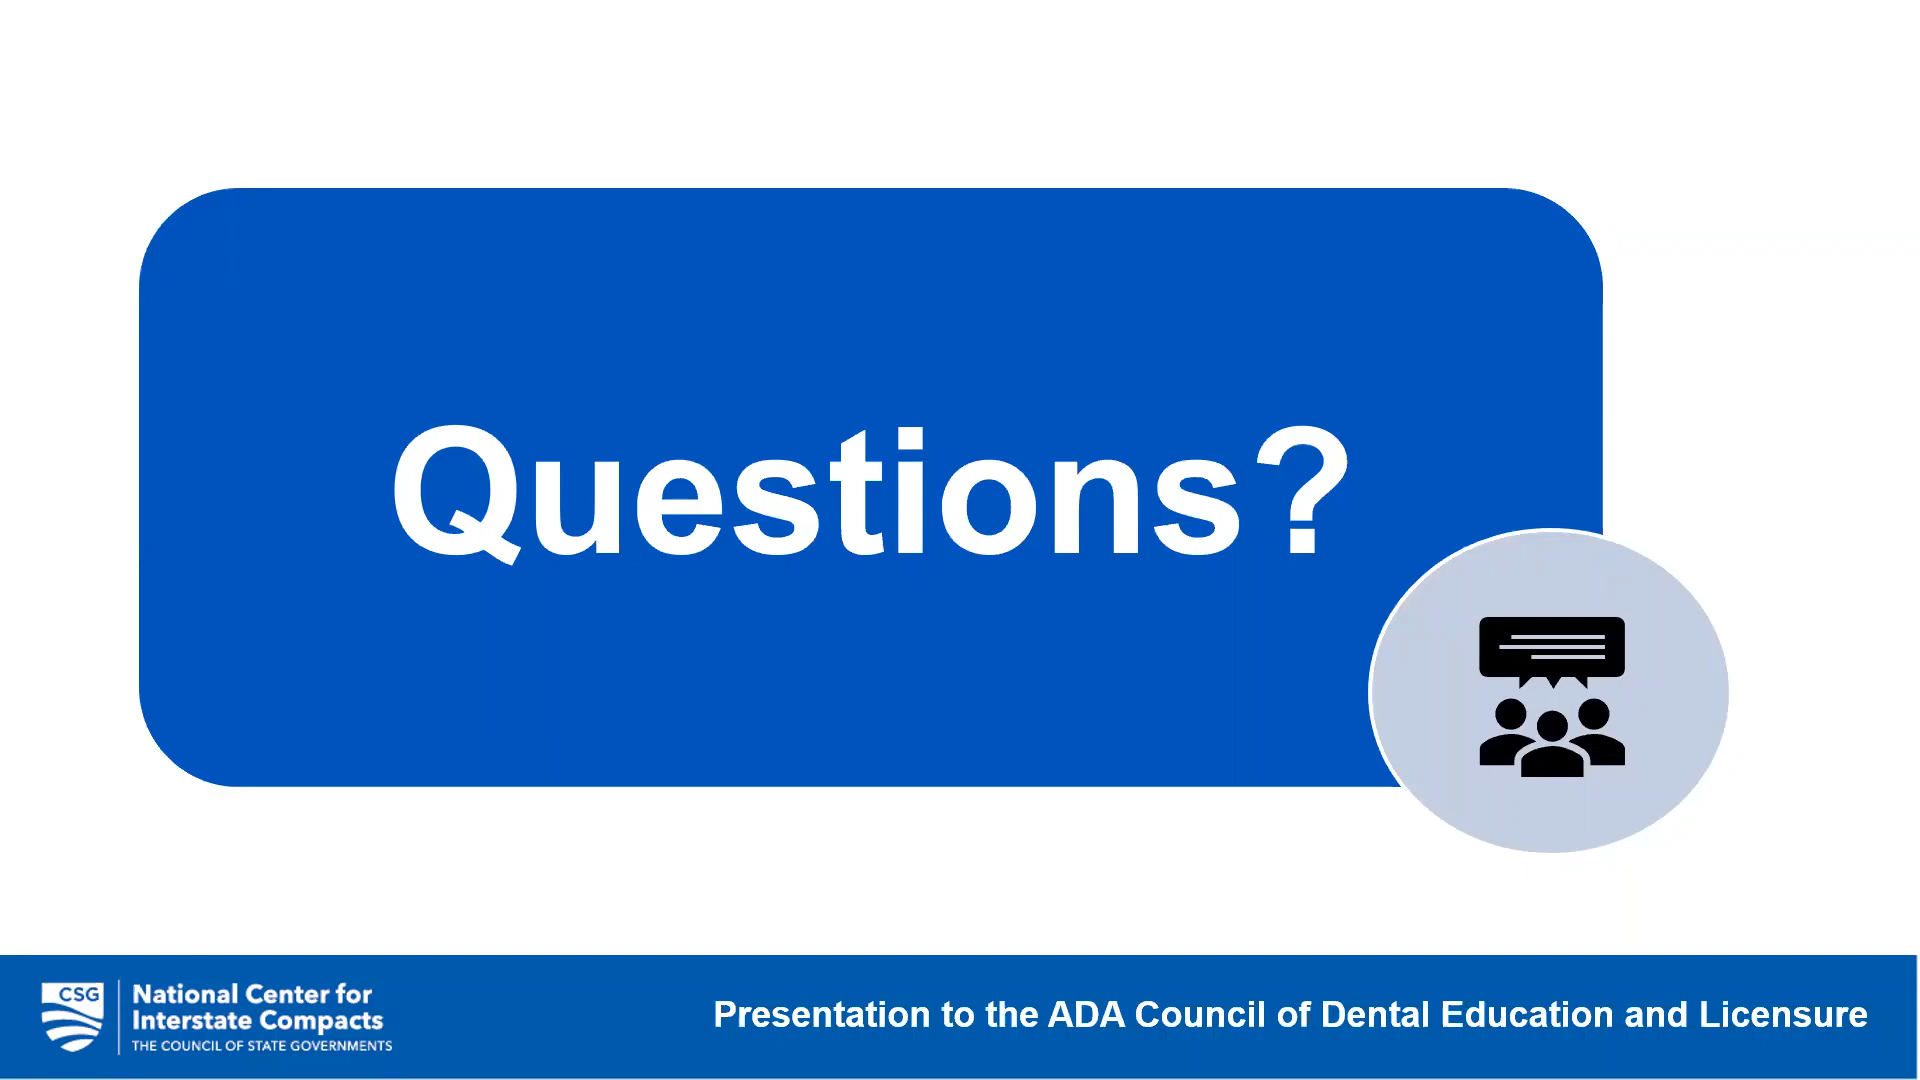 Questions?
CSG
National Center for
Interstate Compacts
THE COUNCIL OF STATE GOVERNMENTS
Presentation to the ADA Council of Dental Education and Licensure